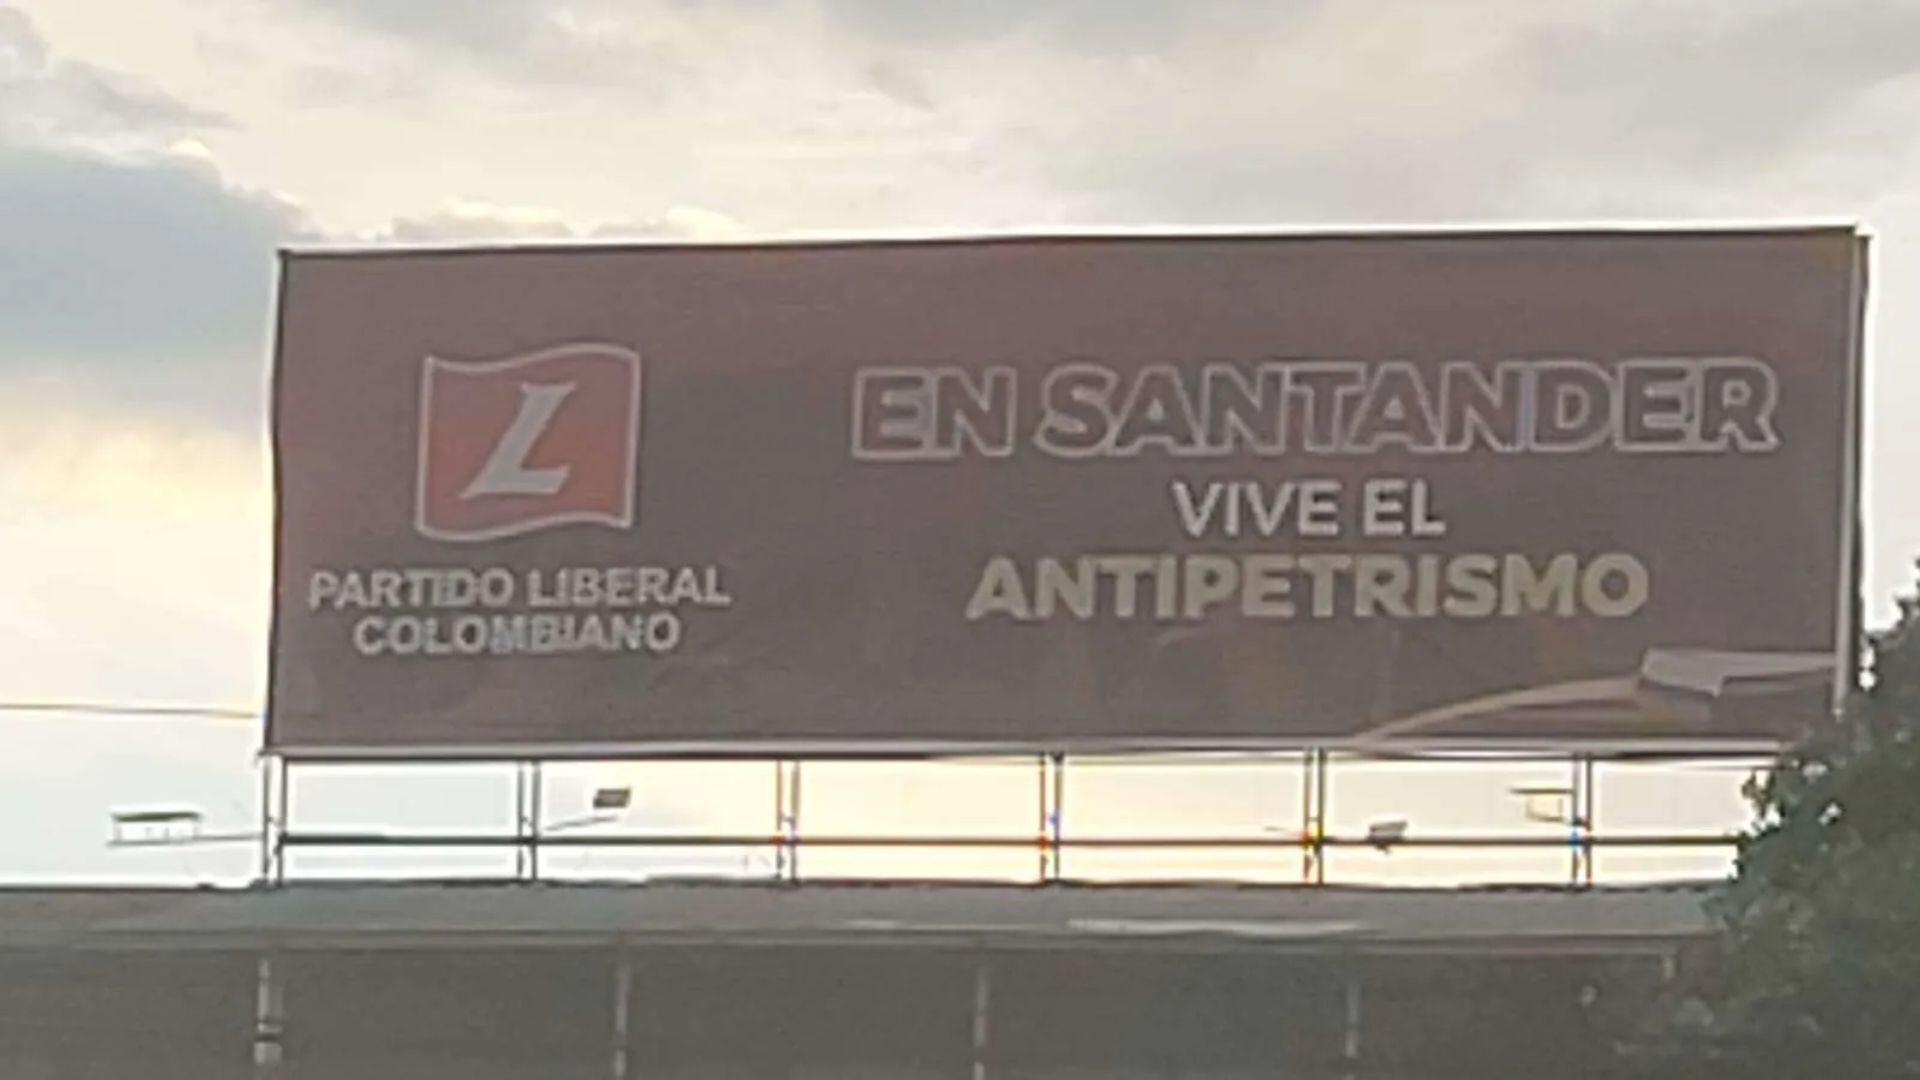 L
PARTIDO LIBERAL
COLOMBIANO
EN SANTANDER
VIVE EL
ANTIPETRISMO